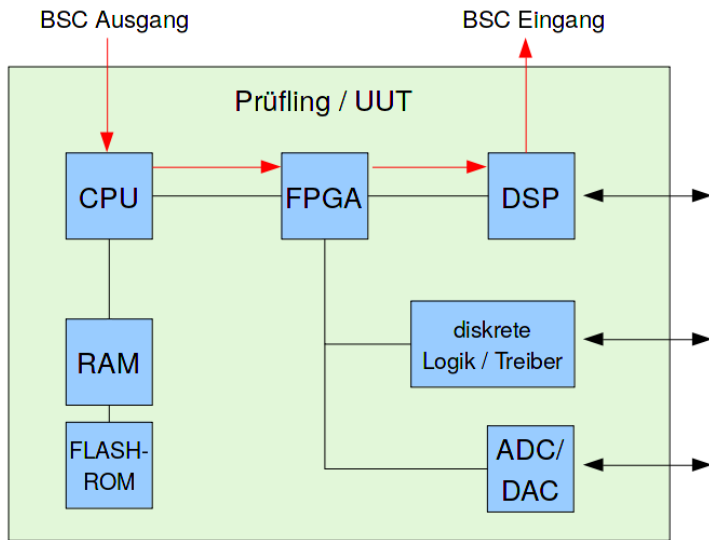 BSC Ausgang
BSC Eingang
Prüfling / UUT
CPU
FPGA
DSP
diskrete
Logik / Treiber
RAM
FLASH-
ROM
ADC/
DAC